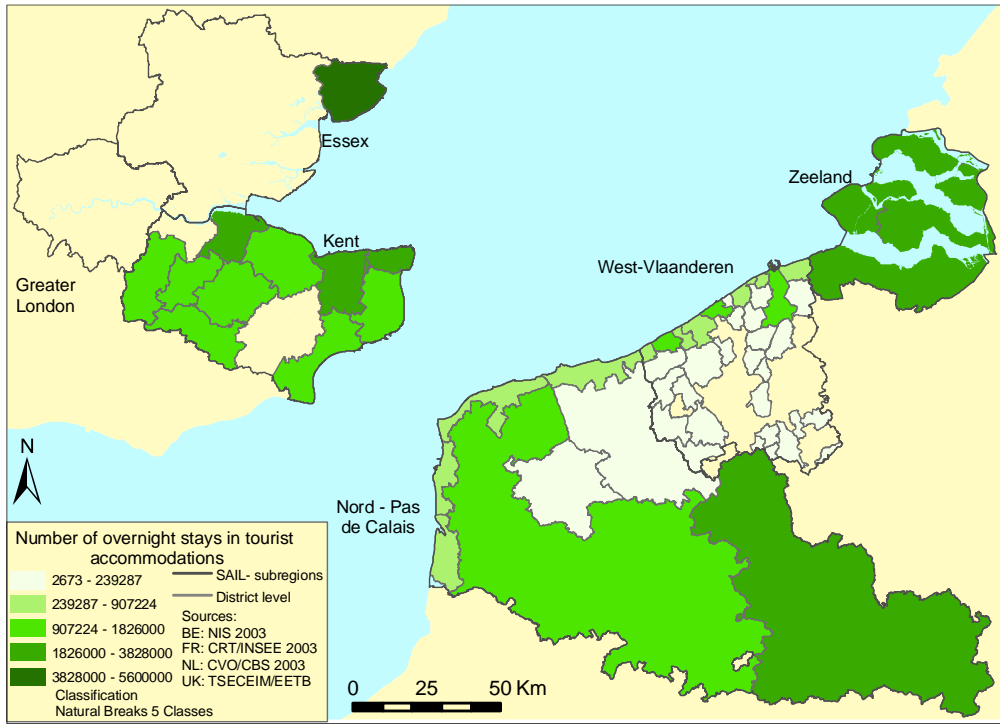 Essex
Zeeland
Kent
West-Vlaanderen
Greater
London
N
Nord - Pas
de Calais
Number of overnight stays in tourist
accommodations
2673 - 239287
239287 - 907224
907224 - 1826000
1826000 - 3828000
3828000 - 5600000
SAIL- subregions
District level
Sources:
BE: NIS 2003
FR: CRT/INSEE 2003
NL: CVO/CBS 2003
UK: TSECEIM/EETB
Classification
Natural Breaks 5 Classes
0 25 50 Km